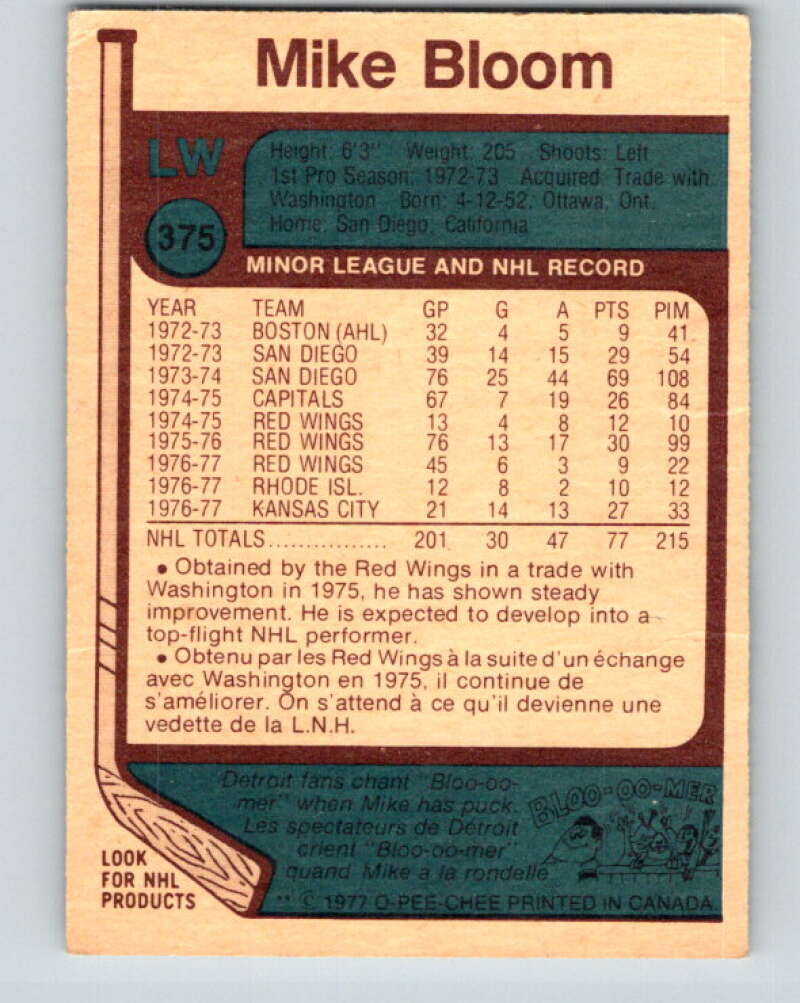 Mike Bloom
LW
375
Height: 6'3" Weight: 205 Shoots: Left
1st Pro Season: 1972-73 Acquired: Trade with
Washington Born: 4-12-52, Ottawa, Ont.
Home: San Diego, California
MINOR LEAGUE AND NHL RECORD
YEAR TEAM GP G A PTS PIM
1972-73 BOSTON (AHL) 32 4 5 9 41
1972-73 SAN DIEGO 39 14 15 29 54
1973-74 SAN DIEGO 76 25 44 69 108
1974-75 CAPITALS 67 7 19 26 84
1974-75 RED WINGS 13 4 8 12 10
1975-76 RED WINGS 76 13 17 30 99
1976-77 RED WINGS 45 6 3 9 22
1976-77 RHODE ISL. 12 8 2 10 12
1976-77 KANSAS CITY 21 14 13 27 33
NHL TOTALS................ 201 30 47 77 215
• Obtained by the Red Wings in a trade with
Washington in 1975, he has shown steady
improvement. He is expected to develop into a
top-flight NHL performer.
• Obtenu par les Red Wings à la suite d'un échange
avec Washington en 1975, il continue de
s'améliorer. On s'attend à ce qu'il devienne une
vedette de la L.N.H.
Detroit fans chant "Bloo-oo-
mer" when Mike has puck.
Les spectateurs de Détroit
crient "Bloo-oo-mer"
quand Mike a la rondelle
BLOO-OO-MER
LOOK
FOR NHL
PRODUCTS
** © 1977 O-PEE-CHEE PRINTED IN CANADA.